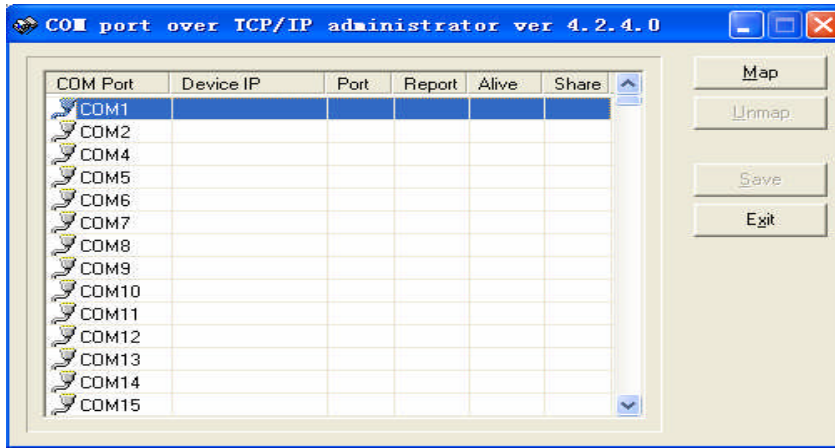 COM port over TCP/IP administrator ver 4.2.4.0
COM Port Device IP Port Report Alive Share
COM1
COM2
COM4
COM5
COM6
COM7
COM8
COM9
COM10
COM11
COM12
COM13
COM14
COM15
Map
Unmap
Save
Exit